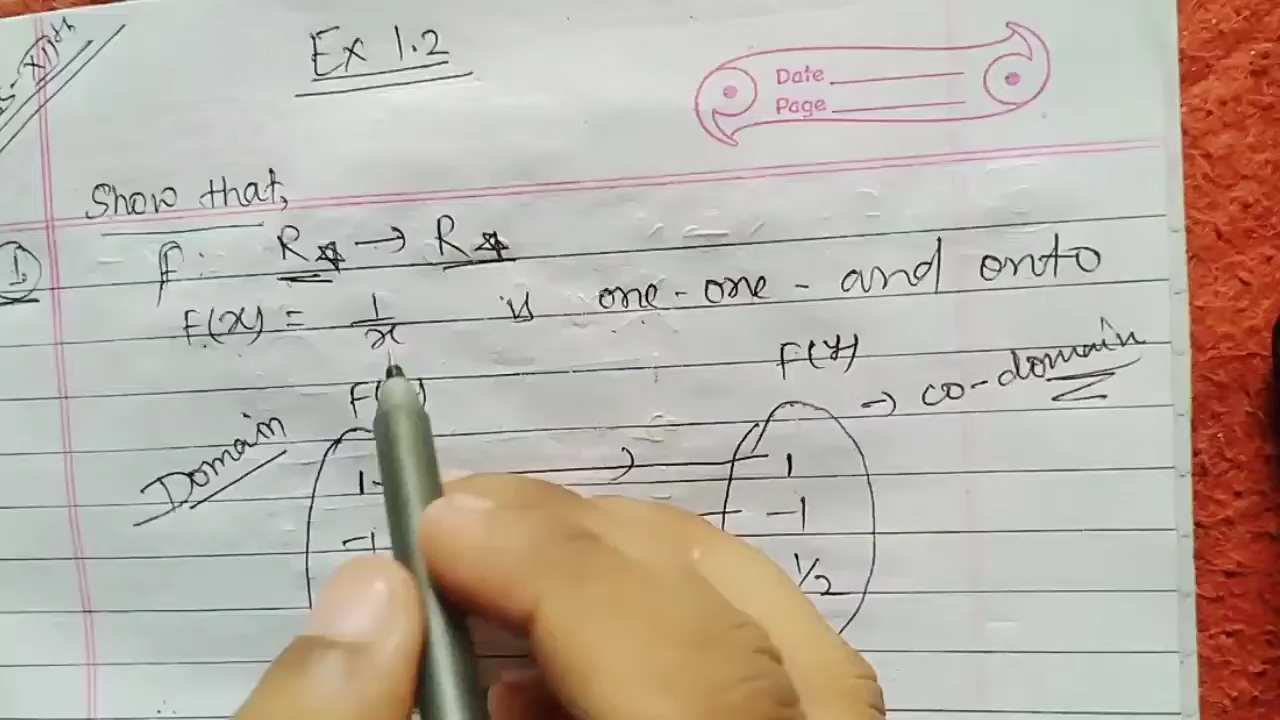 Ex 1.2
Date
Page
Show that,
1. f: R★ → R★
F(x) = 1/x is one-one- and onto
F(y)
Domain
→ co-domain
1 → 1
-1 -1
1/2